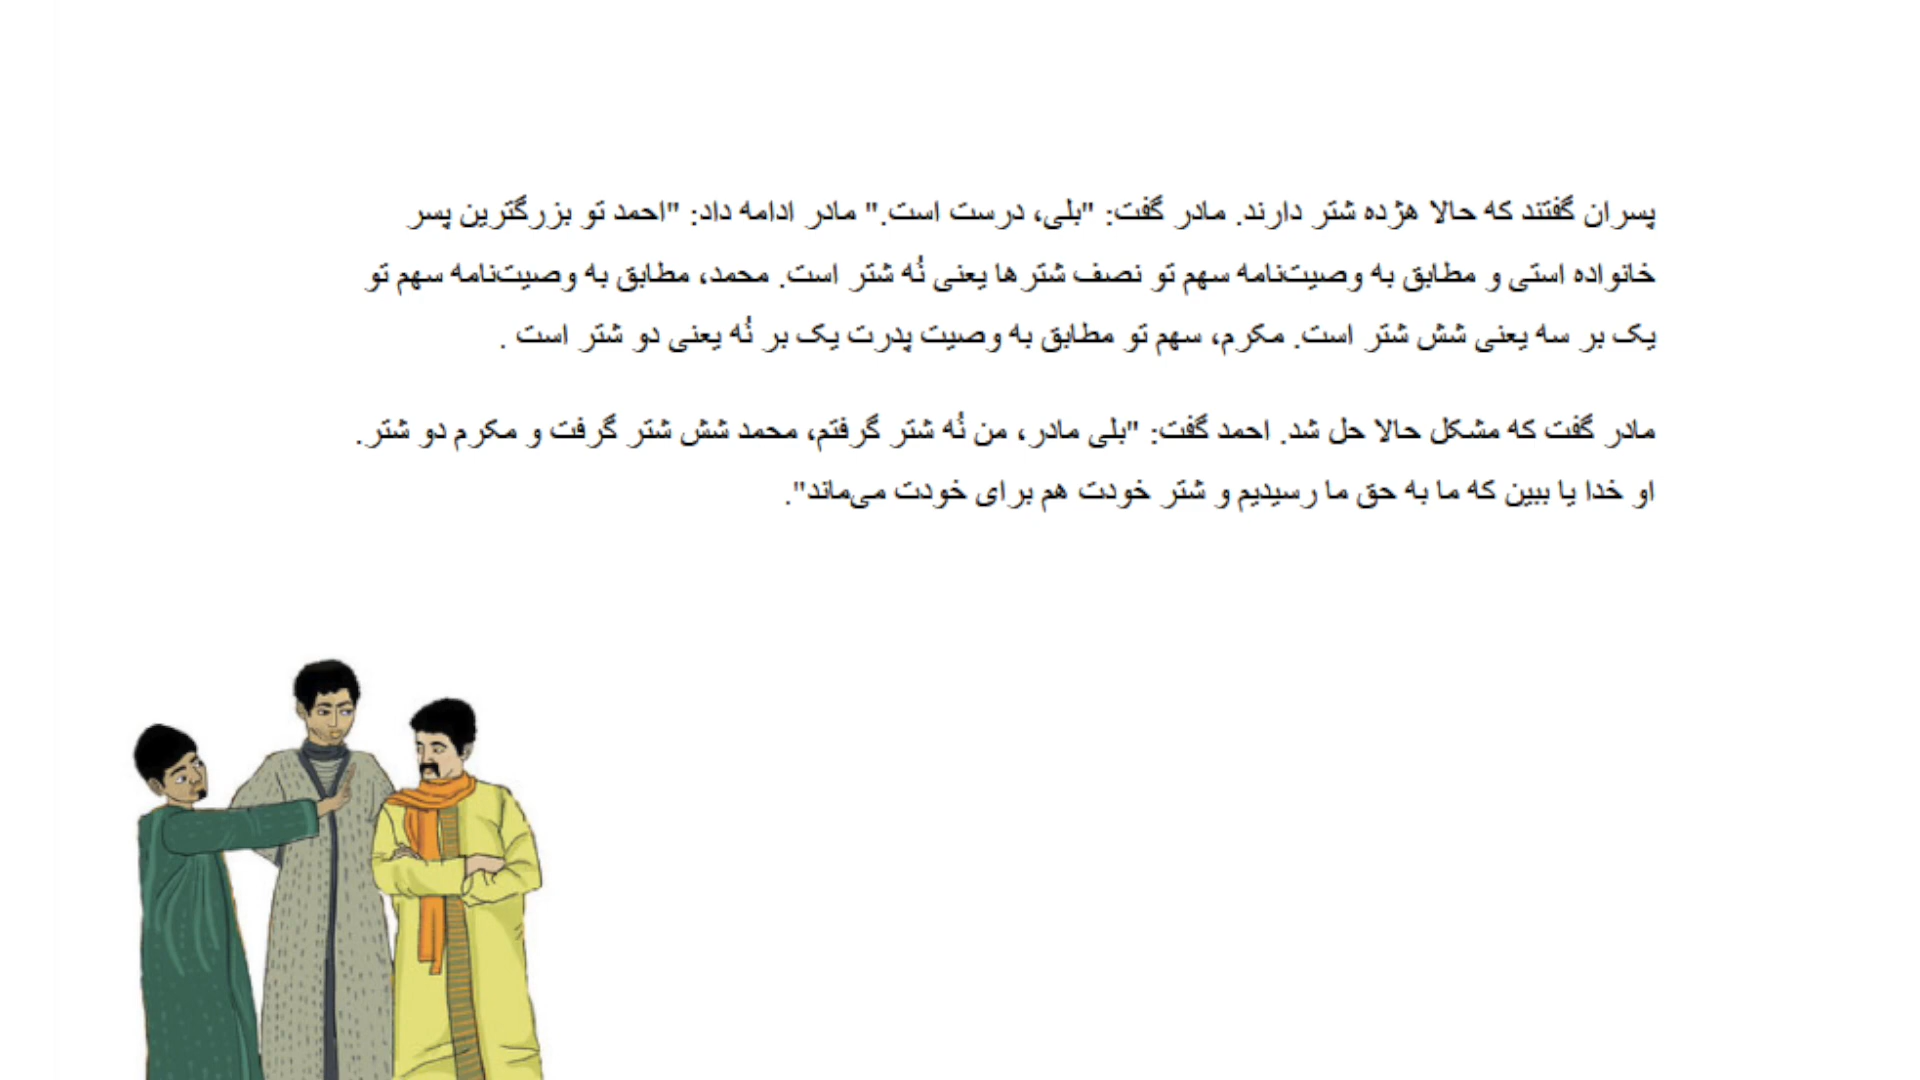 پسران گفتند که حالا هژده شتر دارند. مادر گفت: "بلی، درست است." مادر ادامه داد: "احمد تو بزرگترین پسر
خانواده استی و مطابق به وصیت‌نامه سهم تو نصف شترها یعنی نُه شتر است. محمد، مطابق به وصیت‌نامه سهم تو
یک بر سه یعنی شش شتر است. مکرم، سهم تو مطابق به وصیت پدرت یک بر نُه یعنی دو شتر است .
مادر گفت که مشکل حالا حل شد. احمد گفت: "بلی مادر، من نُه شتر گرفتم، محمد شش شتر گرفت و مکرم دو شتر.
او خدا یا ببین که ما به حق ما رسیدیم و شتر خودت هم برای خودت می‌ماند".